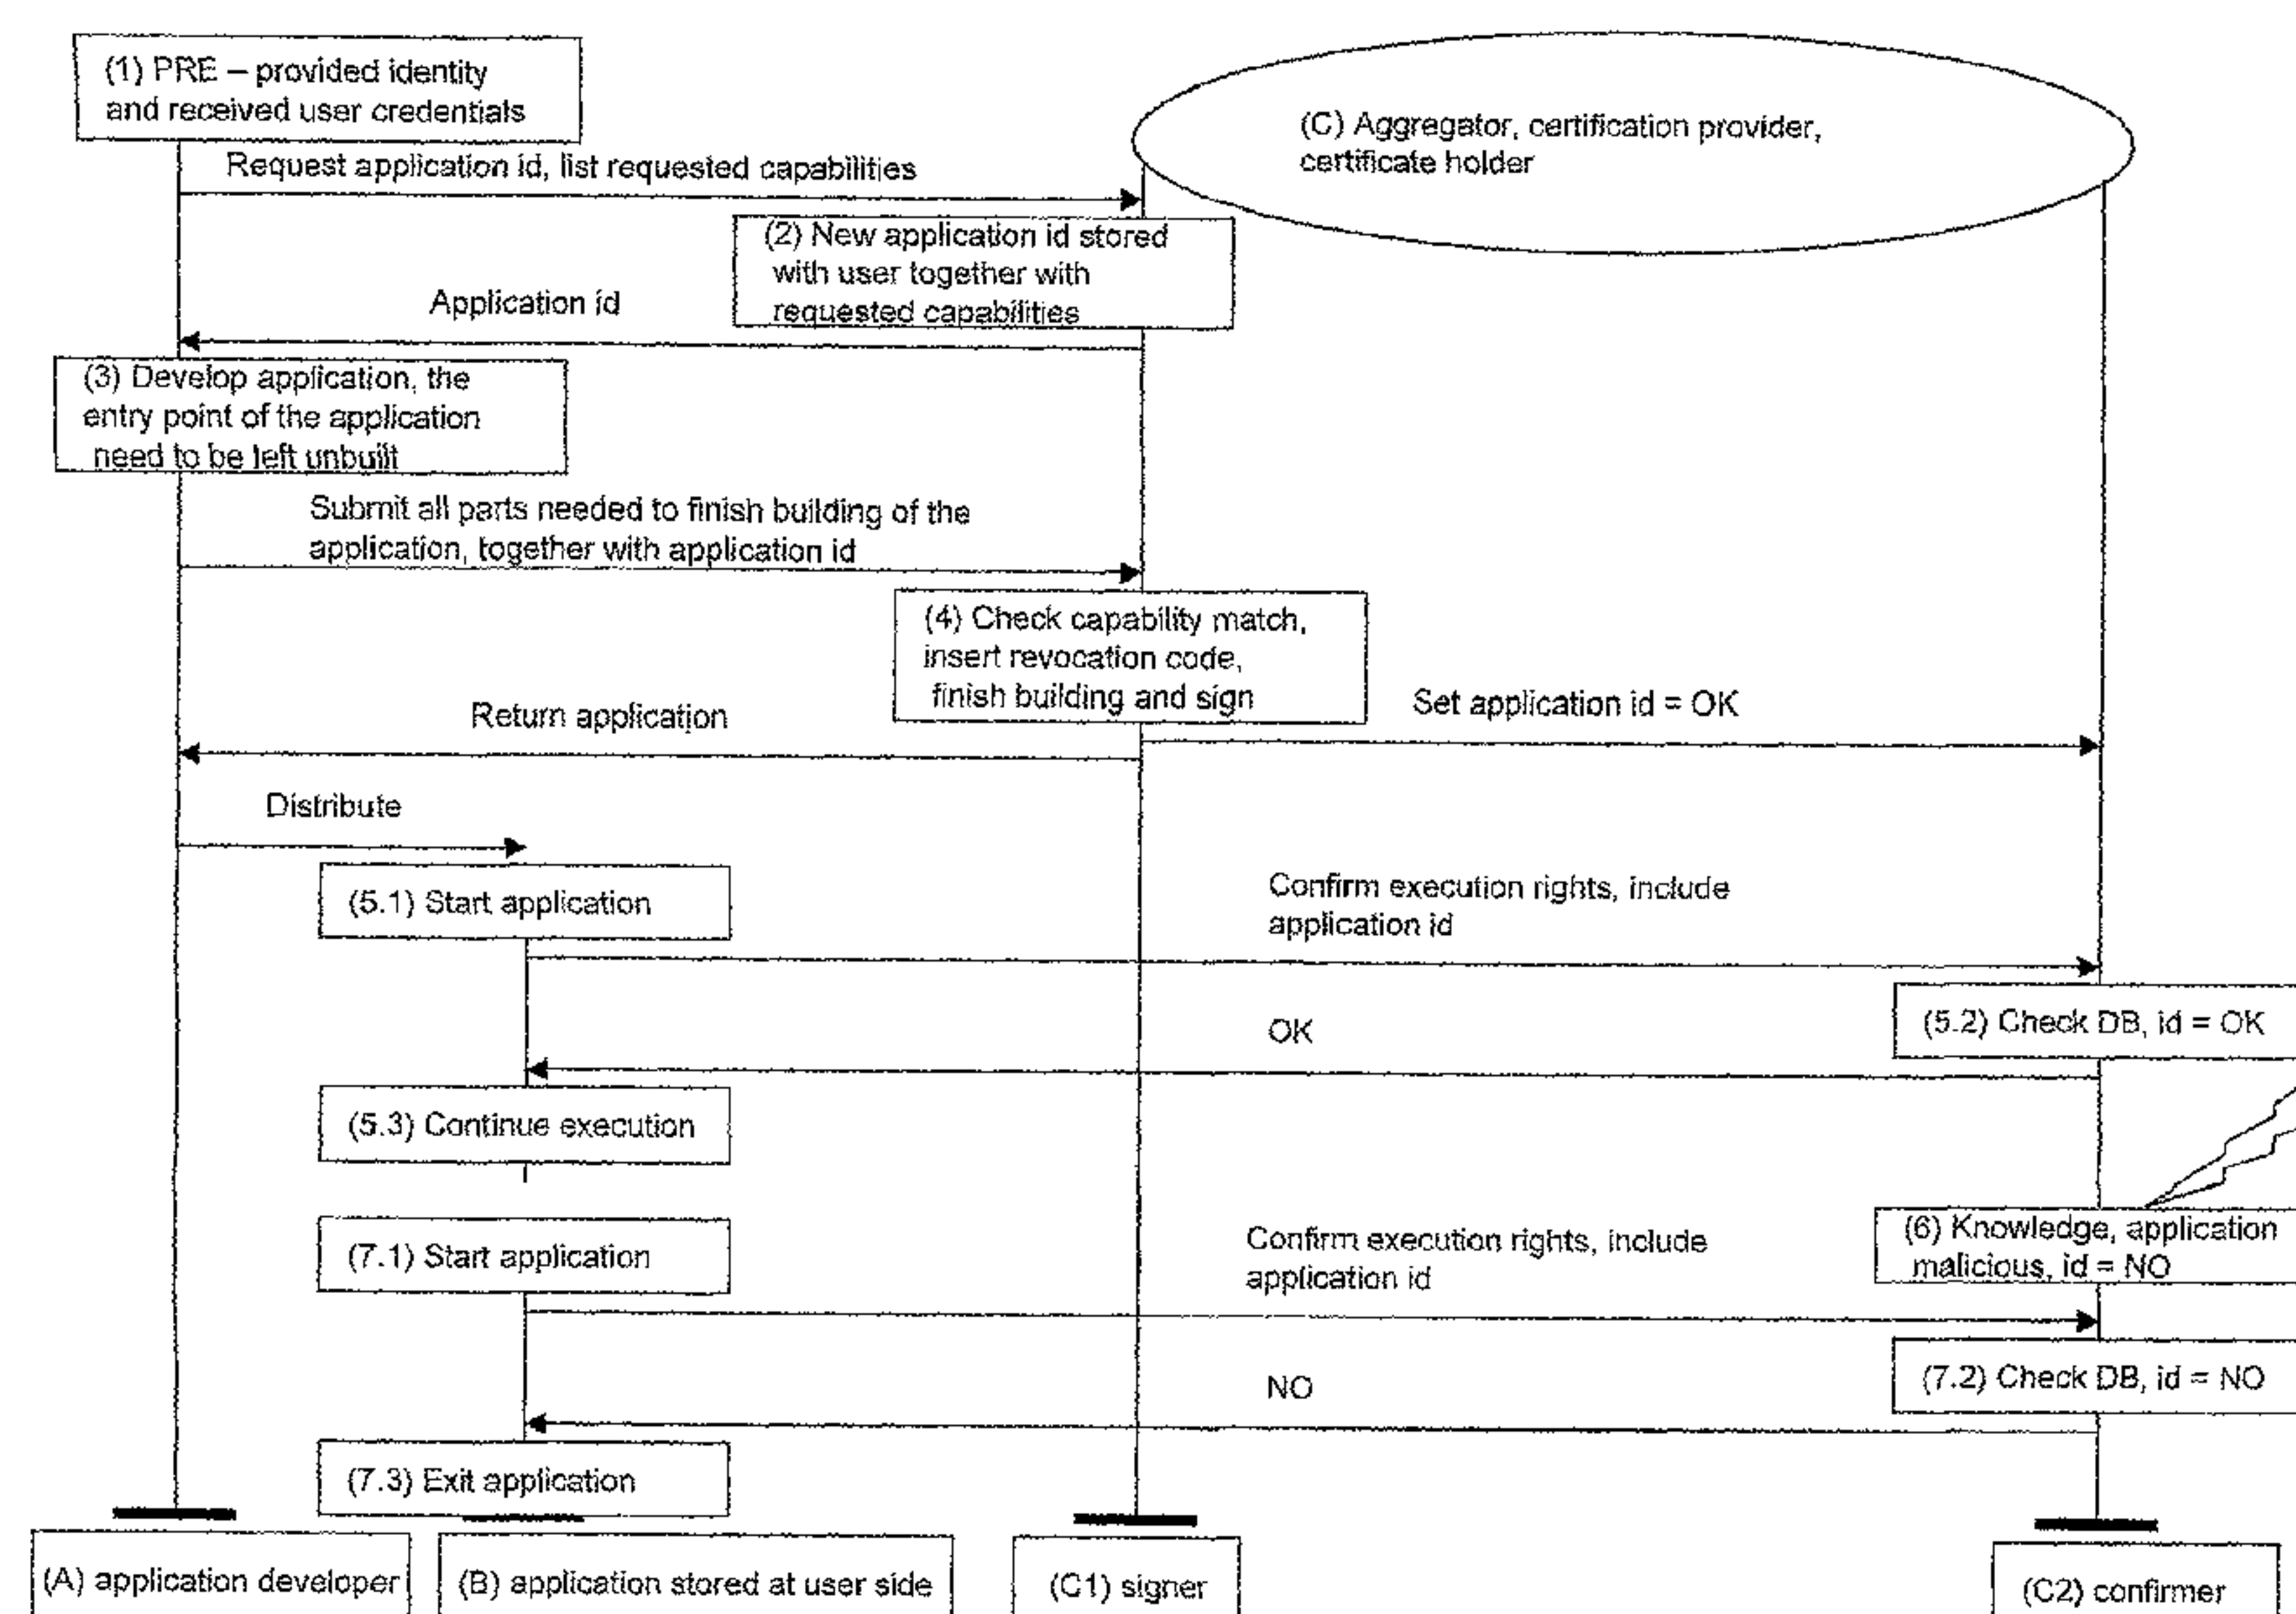 (1) PRE – provided identity
and received user credentials
(C) Aggregator, certification provider,
certificate holder
Request application id, list requested capabilities
(2) New application id stored
with user together with
requested capabilities
Application id
(3) Develop application, the
entry point of the application
need to be left unbuilt
Submit all parts needed to finish building of the
application, together with application id
(4) Check capability match,
insert revocation code,
finish building and sign
Return application
Set application id = OK
Distribute
(5.1) Start application
Confirm execution rights, include
application id
(5.2) Check DB, id = OK
OK
(5.3) Continue execution
(6) Knowledge, application
malicious, id = NO
(7.1) Start application
Confirm execution rights, include
application id
(7.2) Check DB, id = NO
NO
(7.3) Exit application
(A) application developer
(B) application stored at user side
(C1) signer
(C2) confirmer